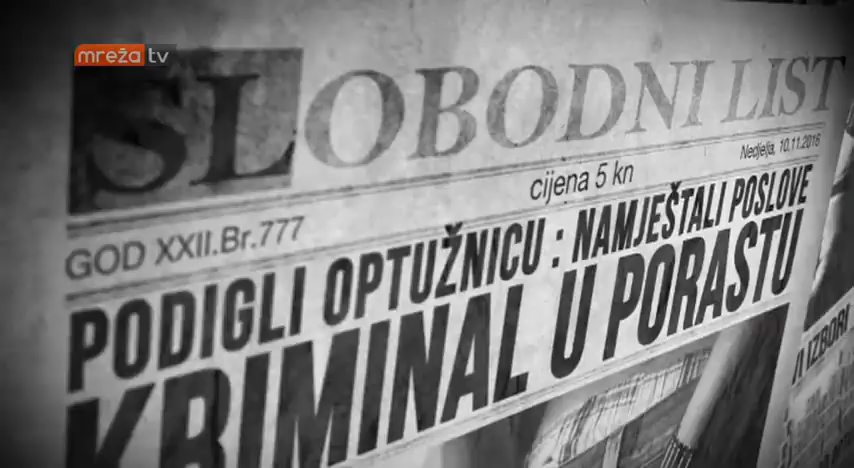 mreža tv
SLOBODNI LIST
Nedjelja, 10.11.2016
cijena 5 kn
GOD XXII.Br.777
PODIGLI OPTUŽNICU : NAMJEŠTALI POSLOVE
KRIMINAL U PORASTU
IZBORI